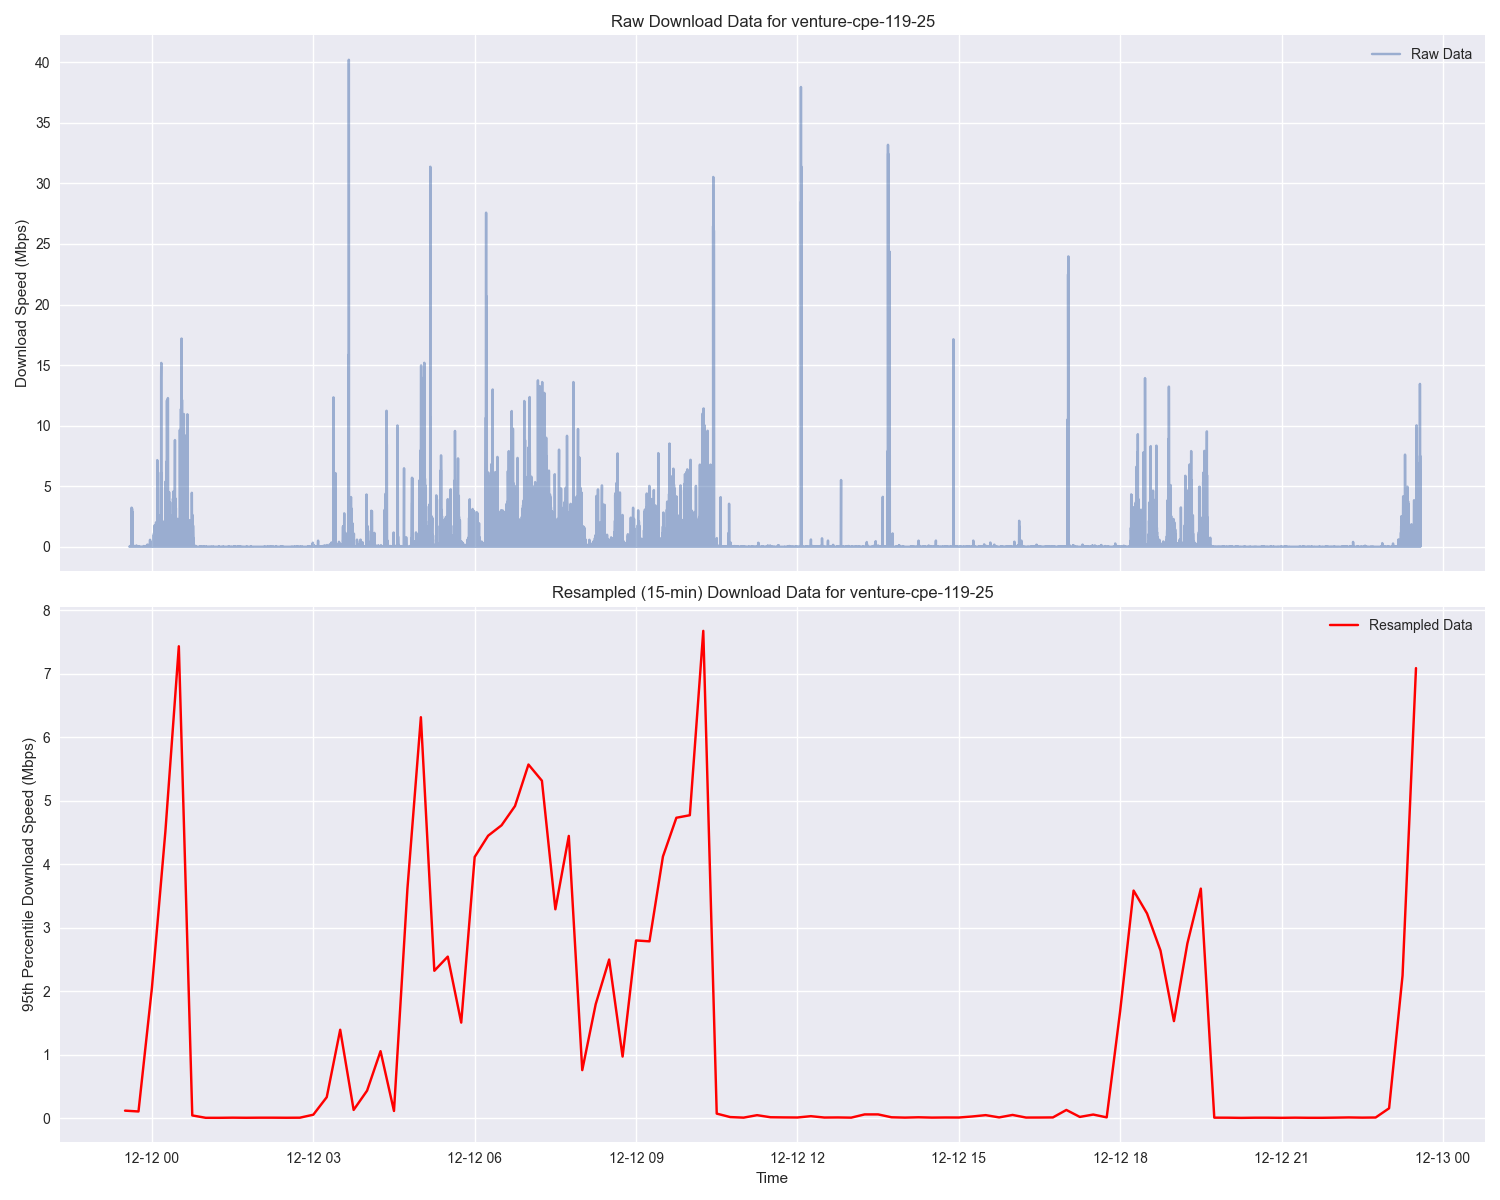 Raw Download Data for venture-cpe-119-25
Raw Data
Download Speed (Mbps)
40
35
30
25
20
15
10
5
0
Resampled (15-min) Download Data for venture-cpe-119-25
Resampled Data
95th Percentile Download Speed (Mbps)
8
7
6
5
4
3
2
1
0
12-12 00 12-12 03 12-12 06 12-12 09 12-12 12 12-12 15 12-12 18 12-12 21 12-13 00
Time